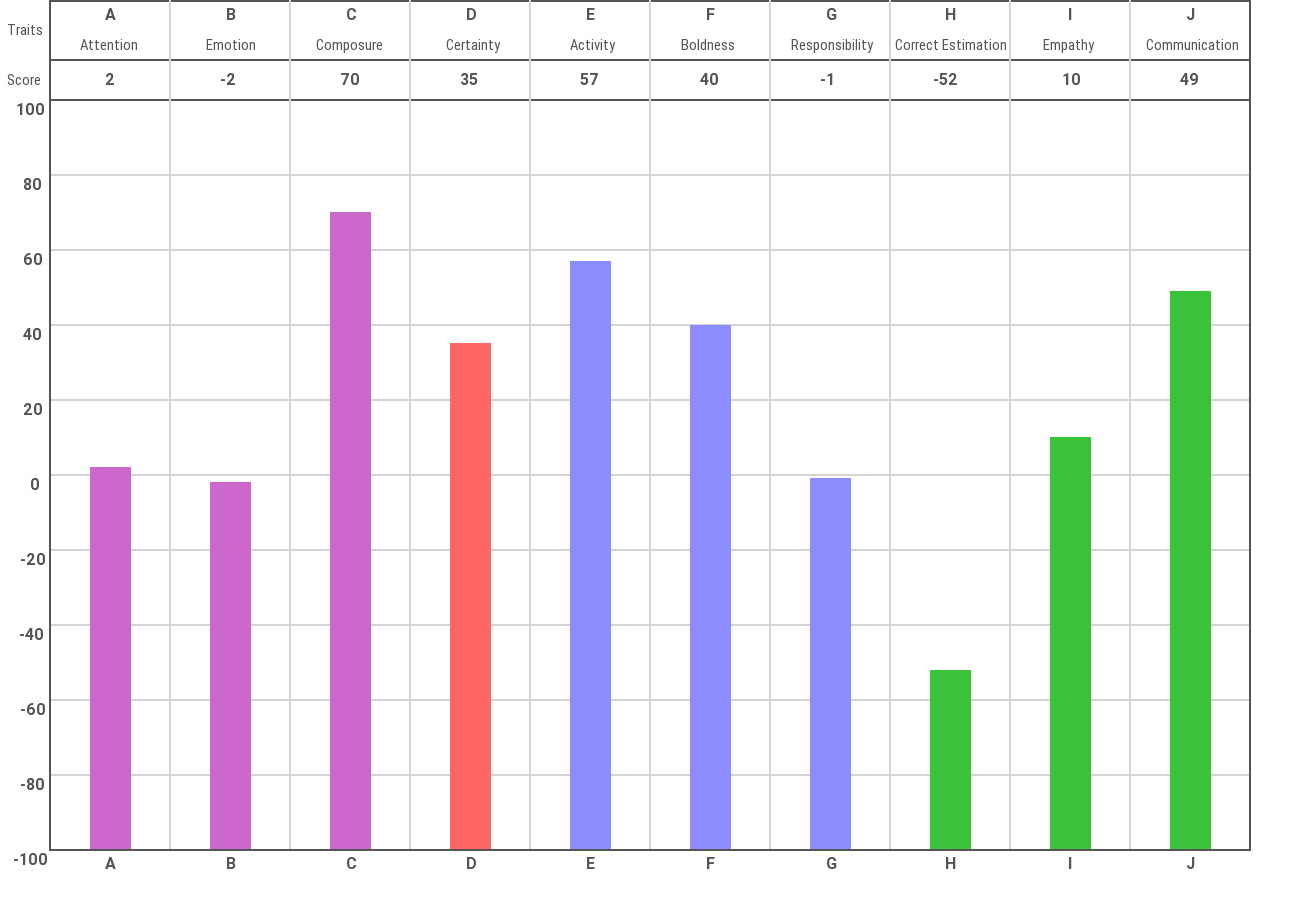 A B C D E F G H I J
Traits
Attention Emotion Composure Certainty Activity Boldness Responsibility Correct Estimation Empathy Communication
Score 2 -2 70 35 57 40 -1 -52 10 49
100
80
60
40
20
0
-20
-40
-60
-80
-100
A B C D E F G H I J